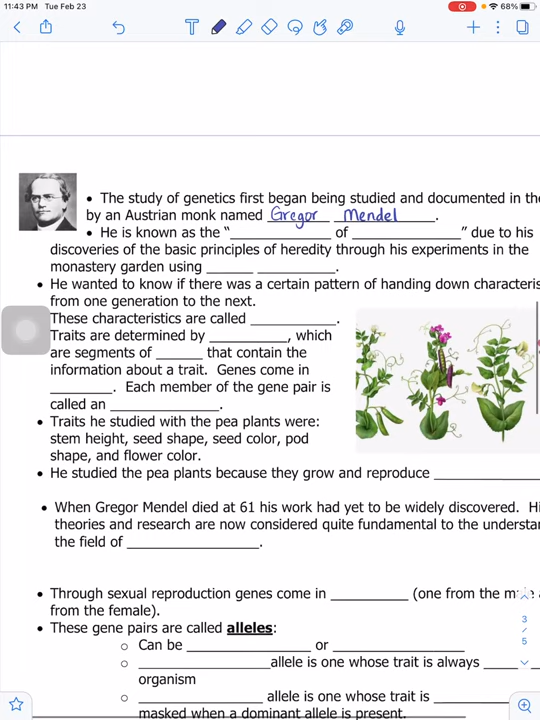 11:43 PM Tue Feb 23
68%
• The study of genetics first began being studied and documented in the
by an Austrian monk named Gregor Mendel.
• He is known as the “____________ of ____________” due to his
discoveries of the basic principles of heredity through his experiments in the
monastery garden using ______ __________.
• He wanted to know if there was a certain pattern of handing down characteris
from one generation to the next.
These characteristics are called ___________.
Traits are determined by __________, which
are segments of ______ that contain the
information about a trait. Genes come in
________. Each member of the gene pair is
called an ______________.
• Traits he studied with the pea plants were:
stem height, seed shape, seed color, pod
shape, and flower color.
• He studied the pea plants because they grow and reproduce ______________
• When Gregor Mendel died at 61 his work had yet to be widely discovered. Hi
theories and research are now considered quite fundamental to the understa
the field of _________________.
• Through sexual reproduction genes come in __________ (one from the m
from the female).
• These gene pairs are called alleles:
○ Can be ________________ or _________________
○ _________________allele is one whose trait is always ________
organism
○ ________________ allele is one whose trait is __________
masked when a dominant allele is present.
3
/
5